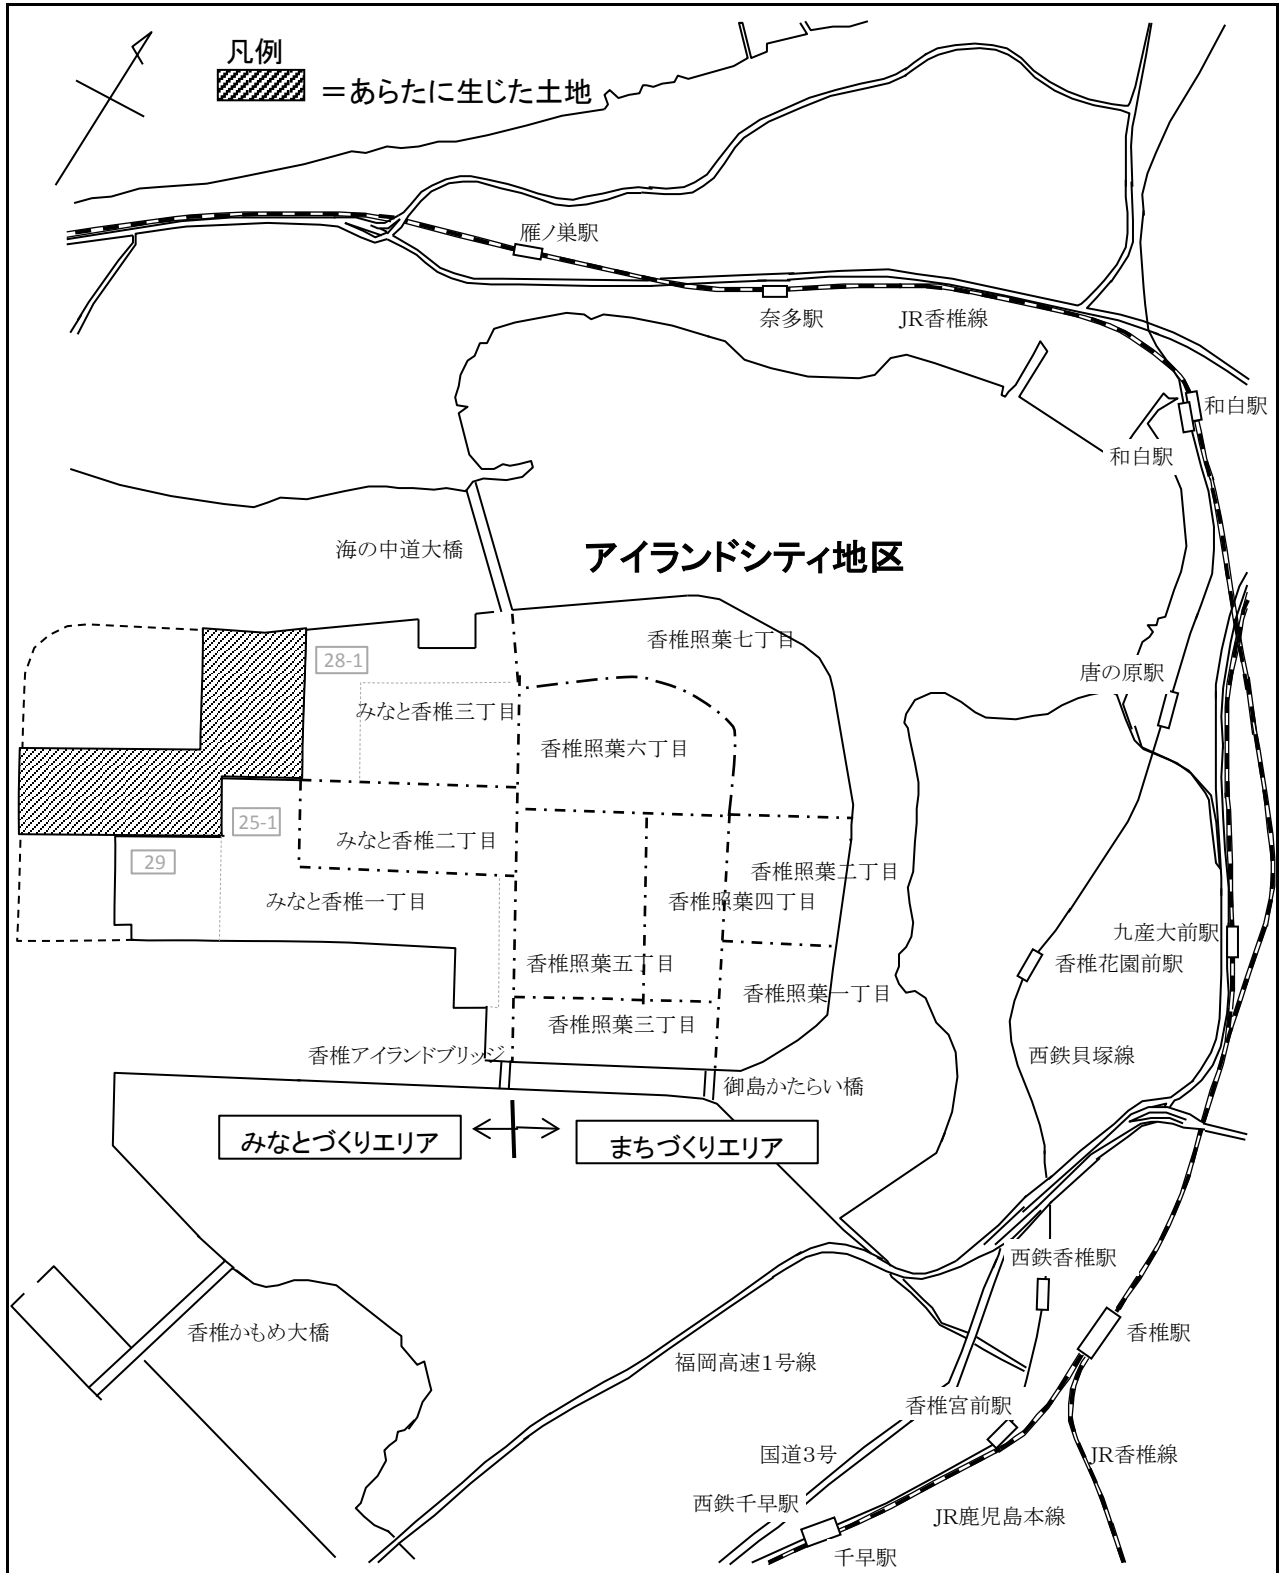 凡例
＝あらたに生じた土地
雁ノ巣駅
奈多駅
JR香椎線
和白駅
和白駅
海の中道大橋
アイランドシティ地区
香椎照葉七丁目
28-1
唐の原駅
みなと香椎三丁目
香椎照葉六丁目
25-1
みなと香椎二丁目
29
香椎照葉二丁目
みなと香椎一丁目
香椎照葉四丁目
九産大前駅
香椎照葉五丁目
香椎花園前駅
香椎照葉一丁目
香椎照葉三丁目
香椎アイランドブリッジ
西鉄貝塚線
御島かたらい橋
みなとづくりエリア
まちづくりエリア
西鉄香椎駅
香椎かもめ大橋
香椎駅
福岡高速1号線
香椎宮前駅
国道3号
JR香椎線
西鉄千早駅
JR鹿児島本線
千早駅